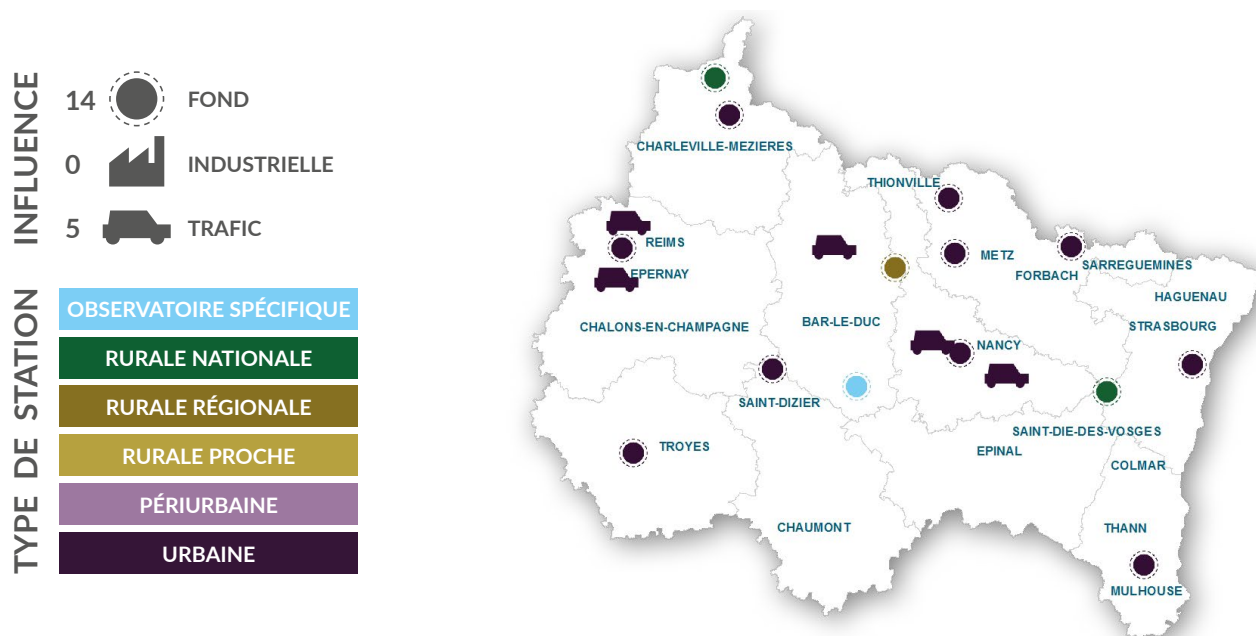 INFLUENCE
14 FOND
0 INDUSTRIELLE
5 TRAFIC
TYPE DE STATION
OBSERVATOIRE SPÉCIFIQUE
RURALE NATIONALE
RURALE RÉGIONALE
RURALE PROCHE
PÉRIURBAINE
URBAINE
CHARLEVILLE-MEZIERES
THIONVILLE
REIMS
METZ
SARREGUEMINES
EPERNAY
FORBACH
HAGUENAU
CHALONS-EN-CHAMPAGNE
BAR-LE-DUC
STRASBOURG
NANCY
SAINT-DIZIER
SAINT-DIE-DES-VOSGES
TROYES
EPINAL
COLMAR
CHAUMONT
THANN
MULHOUSE